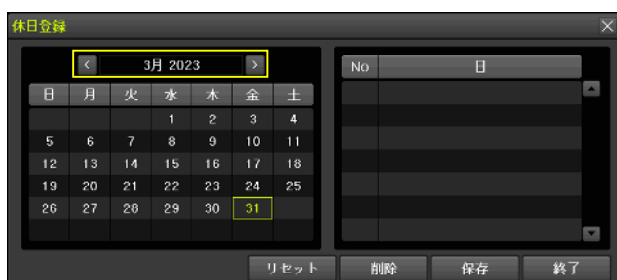 休日登録
3月 2023
日 月 火 水 木 金 土
1 2 3 4
5 6 7 8 9 10 11
12 13 14 15 16 17 18
19 20 21 22 23 24 25
26 27 28 29 30 31
No 日
リセット 削除 保存 終了